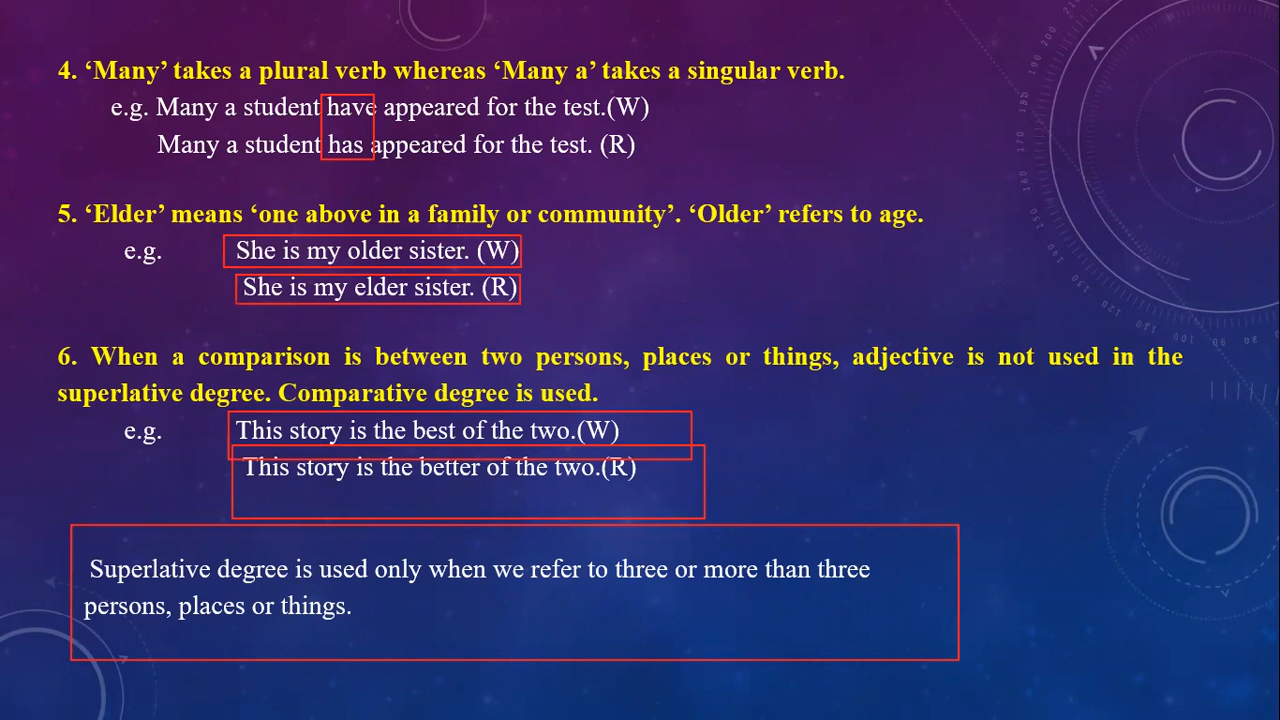 4. ‘Many’ takes a plural verb whereas ‘Many a’ takes a singular verb.
e.g. Many a student have appeared for the test.(W)
Many a student has appeared for the test. (R)
5. ‘Elder’ means ‘one above in a family or community’. ‘Older’ refers to age.
e.g. She is my older sister. (W)
She is my elder sister. (R)
6. When a comparison is between two persons, places or things, adjective is not used in the
superlative degree. Comparative degree is used.
e.g. This story is the best of the two.(W)
This story is the better of the two.(R)
Superlative degree is used only when we refer to three or more than three
persons, places or things.